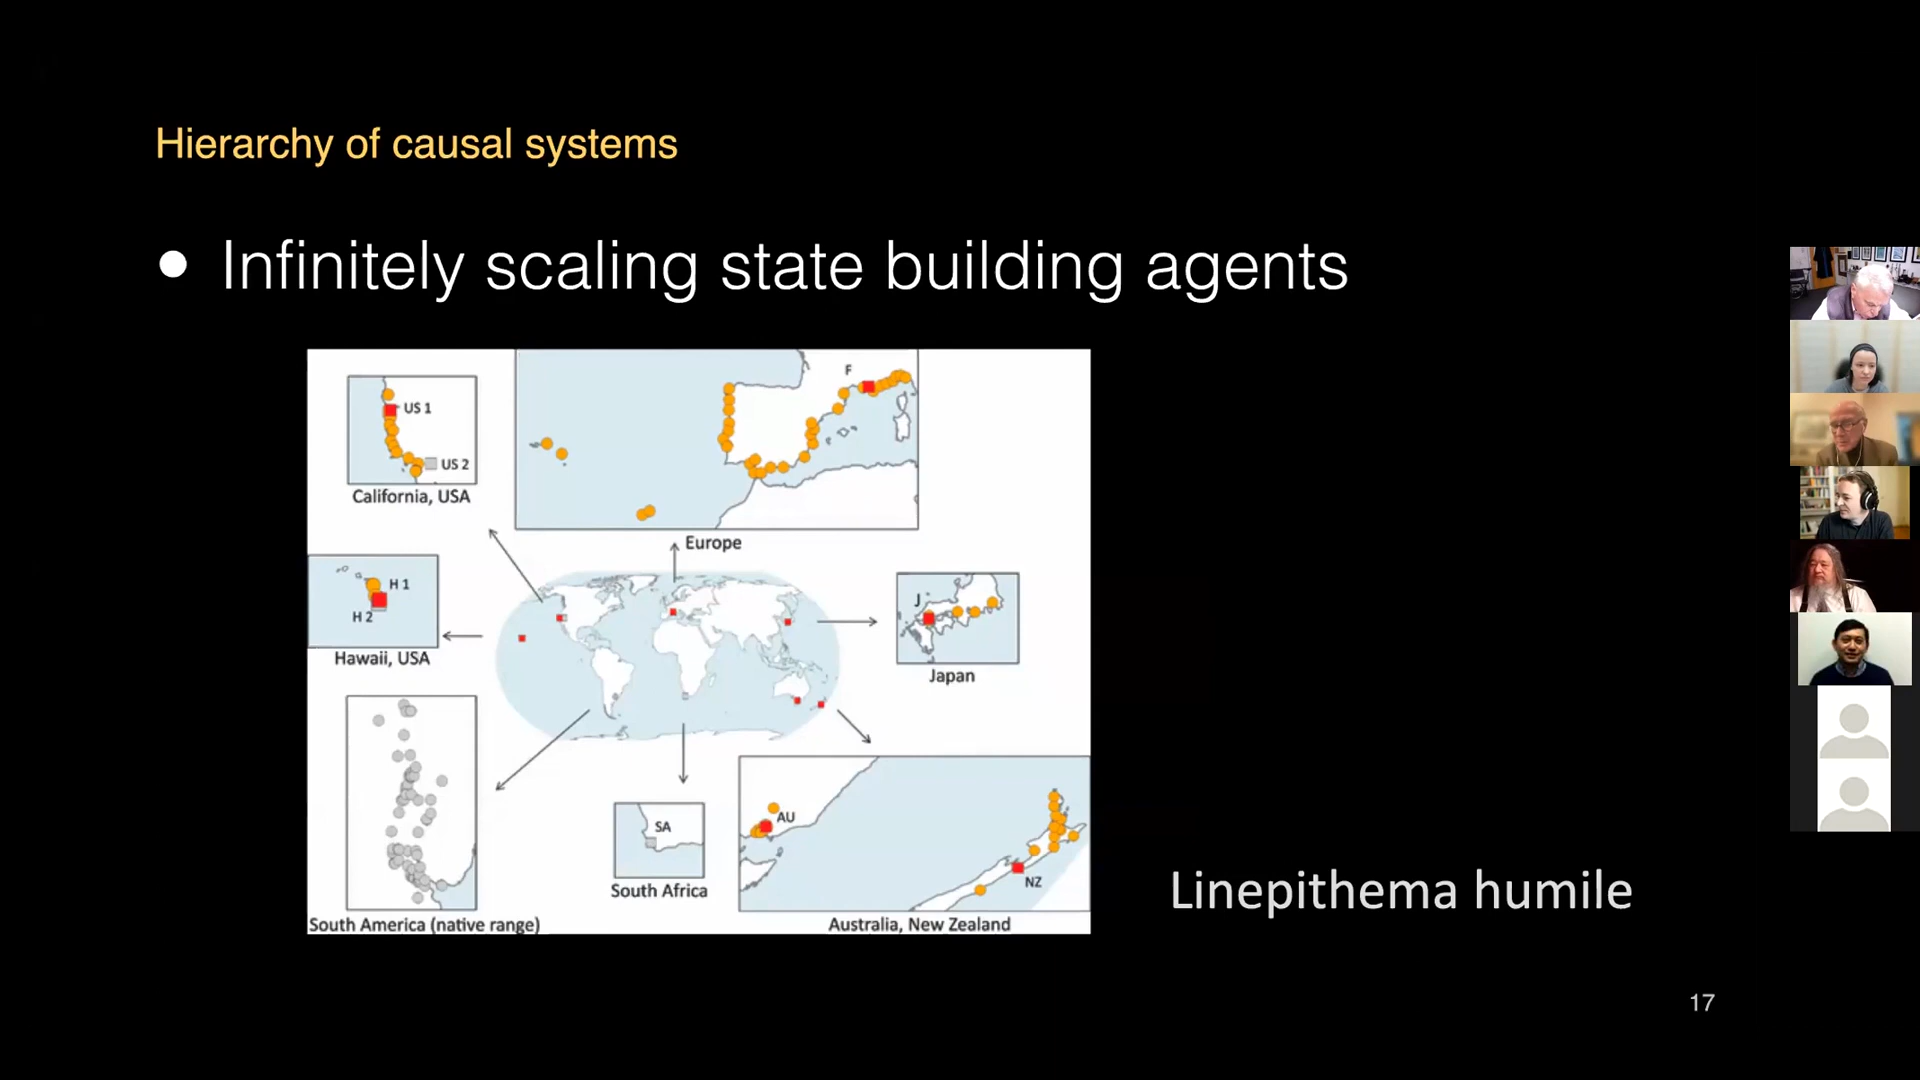 Hierarchy of causal systems
● Infinitely scaling state building agents
US 1
US 2
California, USA
F
Europe
H 1
H 2
Hawaii, USA
J
Japan
South America (native range)
SA
South Africa
AU
NZ
Australia, New Zealand
Linepithema humile
17